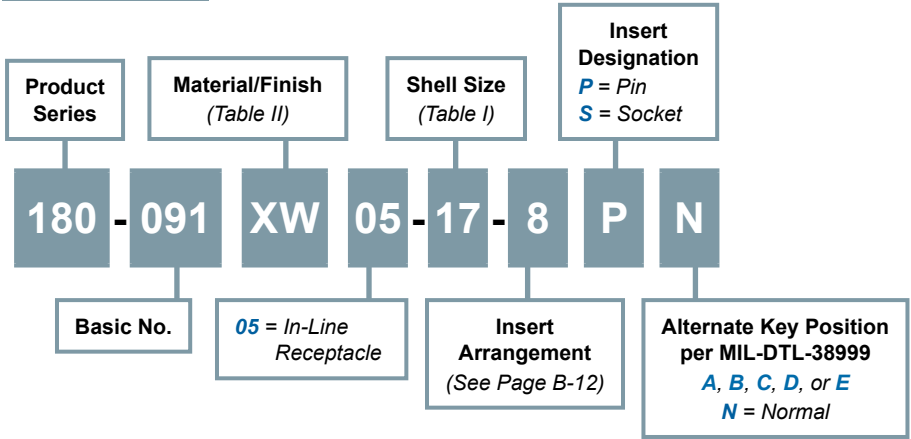 Product
Series
Material/Finish
(Table II)
Shell Size
(Table I)
Insert
Designation
P = Pin
S = Socket
180 - 091 XW 05 - 17 - 8 P N
Basic No.
05 = In-Line
Receptacle
Insert
Arrangement
(See Page B-12)
Alternate Key Position
per MIL-DTL-38999
A, B, C, D, or E
N = Normal